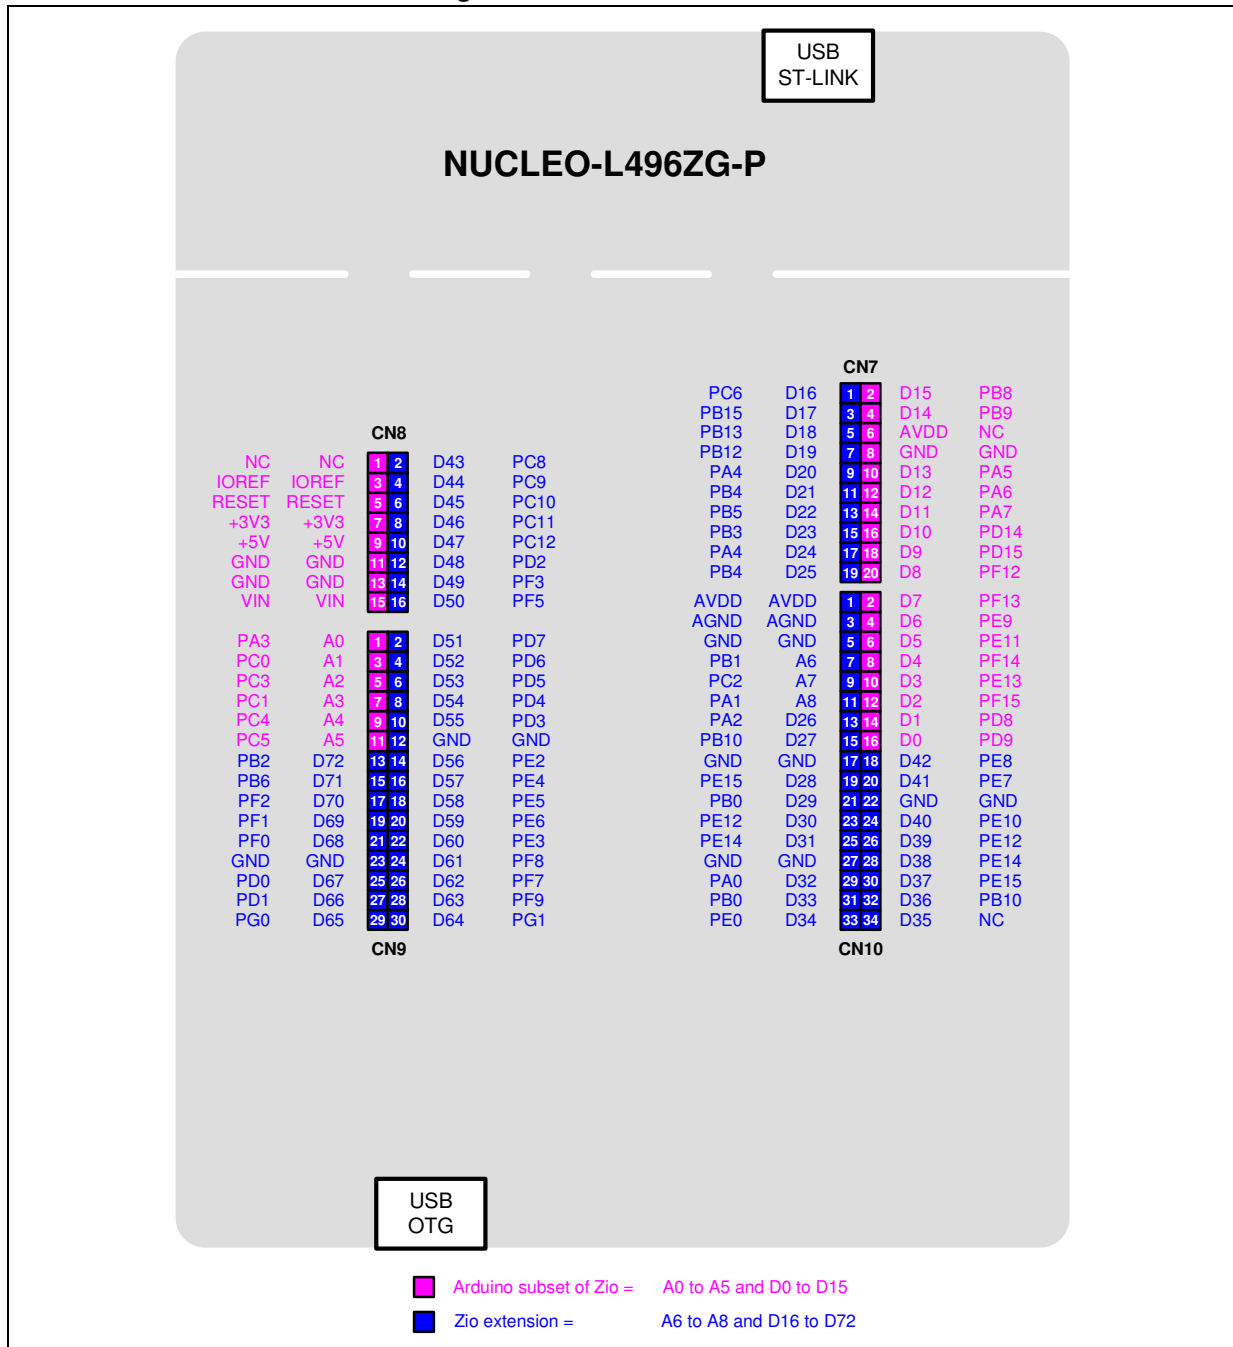 USB
ST-LINK
NUCLEO-L496ZG-P
CN7
PC6 D16 1 2 D15 PB8
PB15 D17 3 4 D14 PB9
PB13 D18 5 6 AVDD NC
PB12 D19 7 8 GND GND
PA4 D20 9 10 D13 PA5
PB4 D21 11 12 D12 PA6
PB5 D22 13 14 D11 PA7
PB3 D23 15 16 D10 PD14
PA4 D24 17 18 D9 PD15
PB4 D25 19 20 D8 PF12
CN8
NC NC 1 2 D43 PC8
IOREF IOREF 3 4 D44 PC9
RESET RESET 5 6 D45 PC10
+3V3 +3V3 7 8 D46 PC11
+5V +5V 9 10 D47 PC12
GND GND 11 12 D48 PD2
GND GND 13 14 D49 PF3
VIN VIN 15 16 D50 PF5
AVDD AVDD 1 2 D7 PF13
AGND AGND 3 4 D6 PE9
GND GND 5 6 D5 PE11
PB1 A6 7 8 D4 PF14
PC2 A7 9 10 D3 PE13
PA1 A8 11 12 D2 PF15
PA2 D26 13 14 D1 PD8
PB10 D27 15 16 D0 PD9
GND GND 17 18 D42 PE8
PE15 D28 19 20 D41 PE7
PB0 D29 21 22 GND GND
PE12 D30 23 24 D40 PE10
PE14 D31 25 26 D39 PE12
GND GND 27 28 D38 PE14
PA0 D32 29 30 D37 PE15
PB0 D33 31 32 D36 PB10
PE0 D34 33 34 D35 NC
CN10
PA3 A0 1 2 D51 PD7
PC0 A1 3 4 D52 PD6
PC3 A2 5 6 D53 PD5
PC1 A3 7 8 D54 PD4
PC4 A4 9 10 D55 PD3
PC5 A5 11 12 GND GND
PB2 D72 13 14 D56 PE2
PB6 D71 15 16 D57 PE4
PF2 D70 17 18 D58 PE5
PF1 D69 19 20 D59 PE6
PF0 D68 21 22 D60 PE3
GND GND 23 24 D61 PF8
PD0 D67 25 26 D62 PF7
PD1 D66 27 28 D63 PF9
PG0 D65 29 30 D64 PG1
CN9
USB
OTG
Arduino subset of Zio = A0 to A5 and D0 to D15
Zio extension = A6 to A8 and D16 to D72